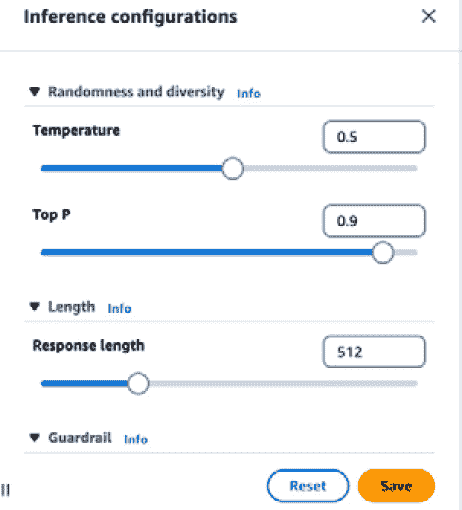 Inference configurations
Randomness and diversity Info
Temperature
0.5
Top P
0.9
Length Info
Response length
512
Guardrail Info
Reset Save